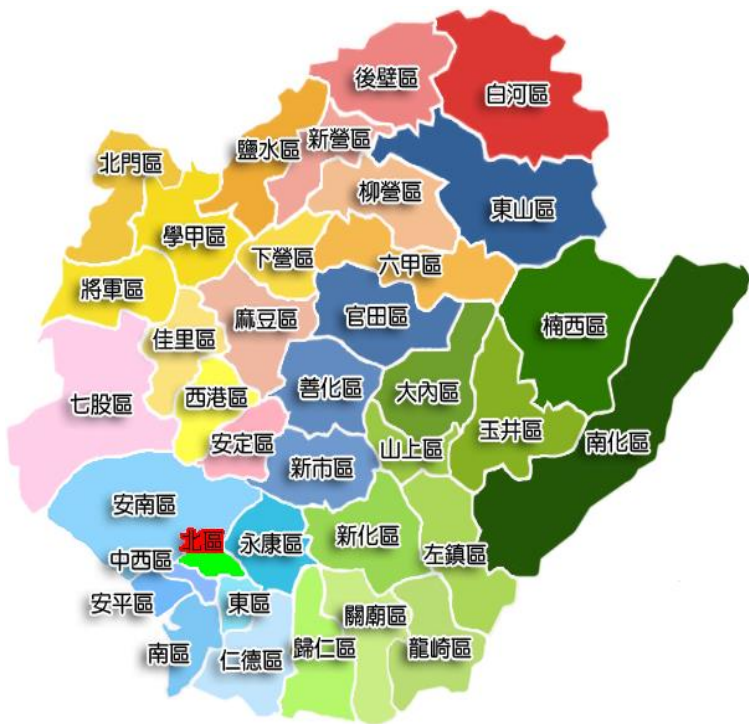 後壁區
白河區
新營區
鹽水區
北門區
柳營區
東山區
學甲區
下營區
六甲區
將軍區
麻豆區
官田區
楠西區
佳里區
善化區
大內區
七股區
西港區
玉井區
安定區
山上區
南化區
新市區
安南區
北區
永康區
新化區
左鎮區
中西區
安平區
東區
關廟區
南區
仁德區
歸仁區
龍崎區